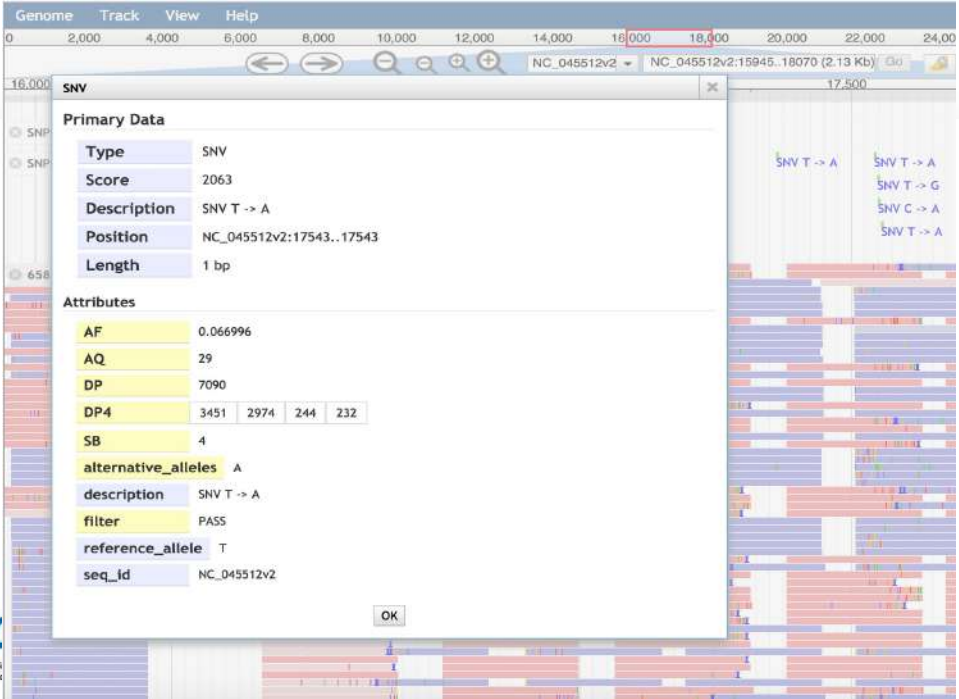 Genome Track View Help
0 2,000 4,000 6,000 8,000 10,000 12,000 14,000 16,000 18,000 20,000 22,000 24,00
NC_045512v2 NC_045512v2:15945..18070 (2.13 Kb) Go
16,000 17,500
SNV
Primary Data
SNP
Type SNV
SNP
SNV T -> A SNV T -> A
Score 2063
SNV T -> G
Description SNV T -> A
SNV C -> A
Position NC_045512v2:17543..17543
SNV T -> A
Length 1 bp
658
Attributes
AF 0.066996
AQ 29
DP 7090
DP4 3451 2974 244 232
SB 4
alternative_alleles A
description SNV T -> A
filter PASS
reference_allele T
seq_id NC_045512v2
OK